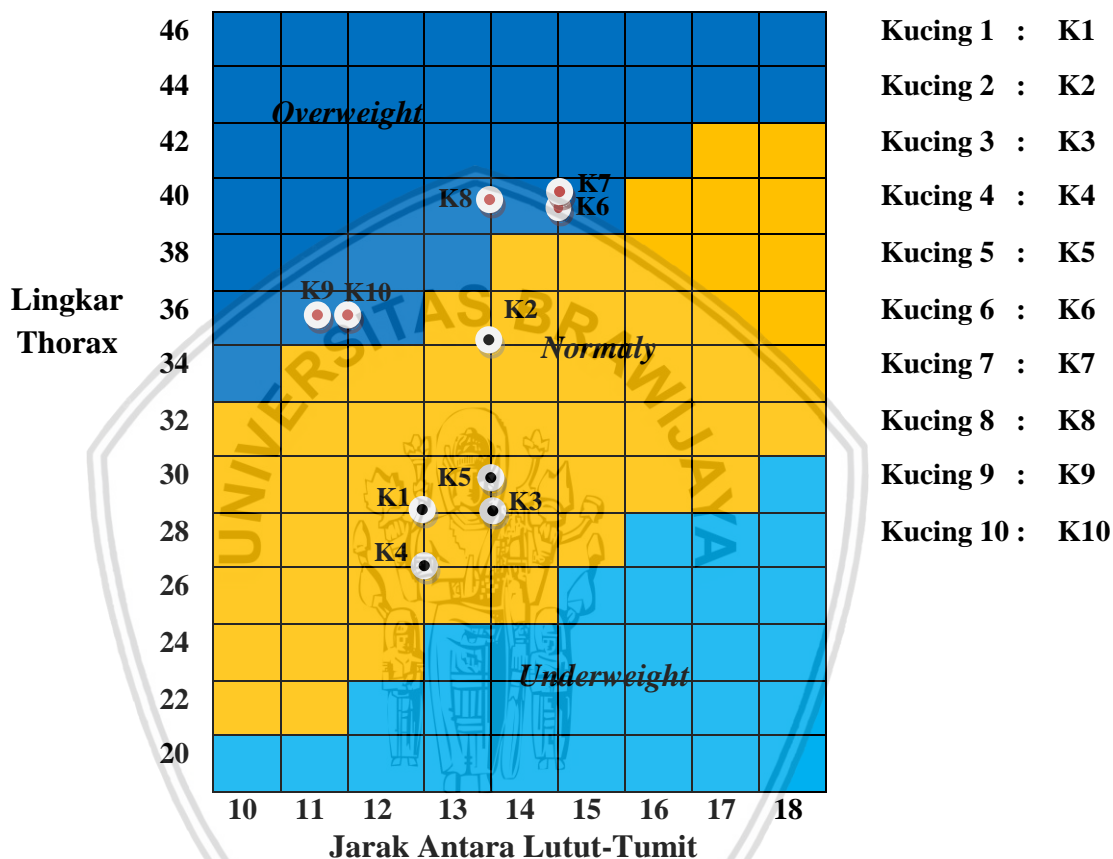 46
44
42
40
38
36
34
32
30
28
26
24
22
20
Lingkar
Thorax
Overweight
K8
K7
K6
K9
K10
K2
Normaly
K5
K1
K3
K4
Underweight
UNIVERSITAS BRAWIJAYA
10 11 12 13 14 15 16 17 18
Jarak Antara Lutut-Tumit
Kucing 1 : K1
Kucing 2 : K2
Kucing 3 : K3
Kucing 4 : K4
Kucing 5 : K5
Kucing 6 : K6
Kucing 7 : K7
Kucing 8 : K8
Kucing 9 : K9
Kucing 10 : K10